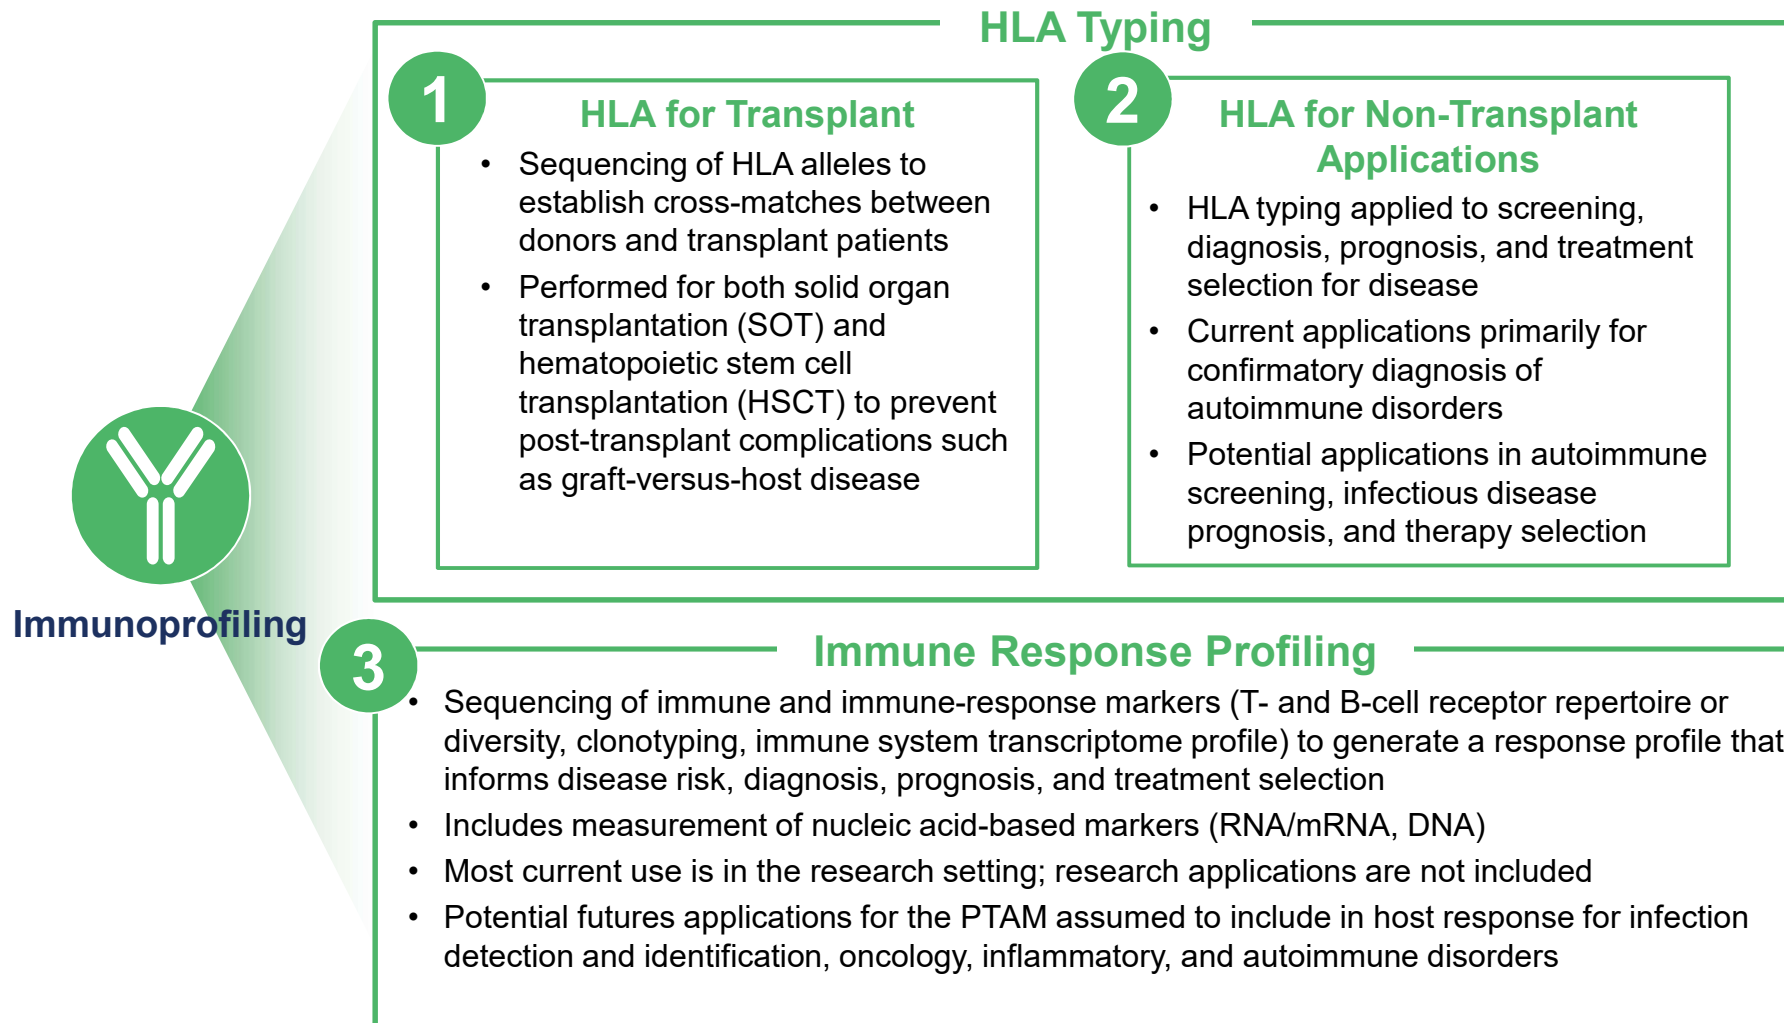 HLA Typing
1
HLA for Transplant
• Sequencing of HLA alleles to
establish cross-matches between
donors and transplant patients
• Performed for both solid organ
transplantation (SOT) and
hematopoietic stem cell
transplantation (HSCT) to prevent
post-transplant complications such
as graft-versus-host disease
2
HLA for Non-Transplant
Applications
• HLA typing applied to screening,
diagnosis, prognosis, and treatment
selection for disease
• Current applications primarily for
confirmatory diagnosis of
autoimmune disorders
• Potential applications in autoimmune
screening, infectious disease
prognosis, and therapy selection
Immunoprofiling
3
Immune Response Profiling
• Sequencing of immune and immune-response markers (T- and B-cell receptor repertoire or
diversity, clonotyping, immune system transcriptome profile) to generate a response profile that
informs disease risk, diagnosis, prognosis, and treatment selection
• Includes measurement of nucleic acid-based markers (RNA/mRNA, DNA)
• Most current use is in the research setting; research applications are not included
• Potential futures applications for the PTAM assumed to include in host response for infection
detection and identification, oncology, inflammatory, and autoimmune disorders